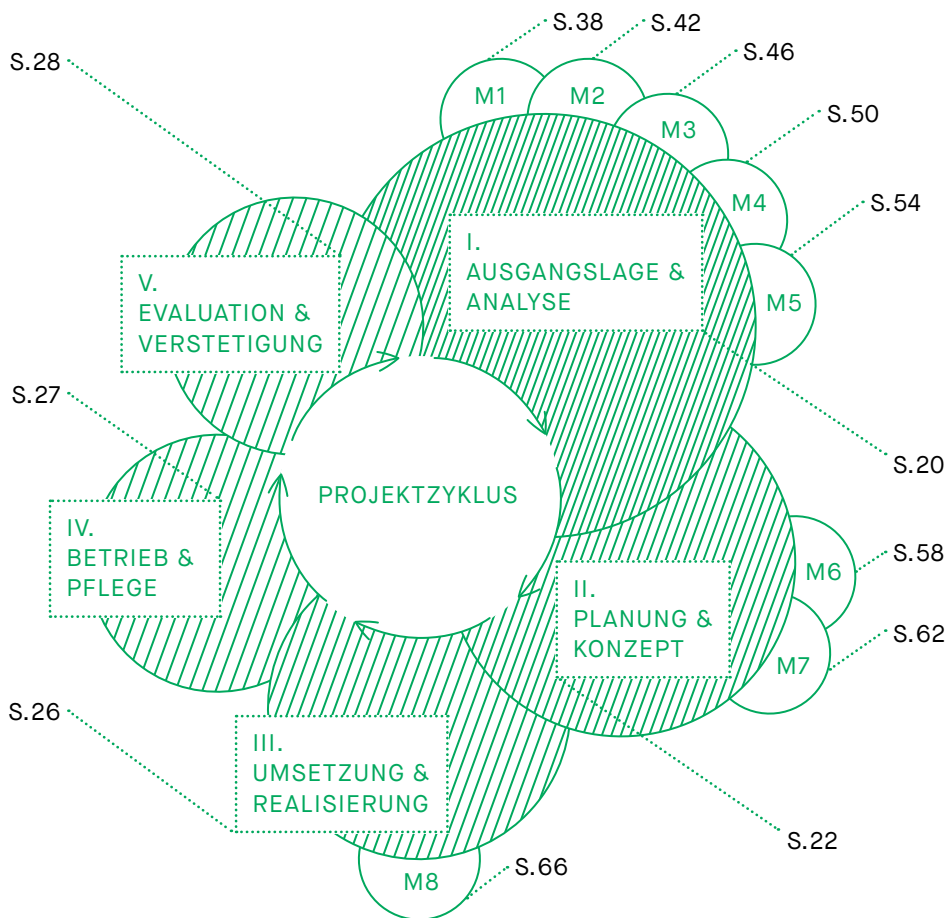 S.38
S.42
S.28
S.46
M1
M2
S.50
M3
M4
S.54
I.
AUSGANGSLAGE &
ANALYSE
V.
EVALUATION &
VERSTETIGUNG
M5
S.27
S.20
PROJEKTZYKLUS
IV.
BETRIEB &
PFLEGE
S.58
M6
II.
PLANUNG &
KONZEPT
S.62
M7
S.26
III.
UMSETZUNG &
REALISIERUNG
S.22
S.66
M8